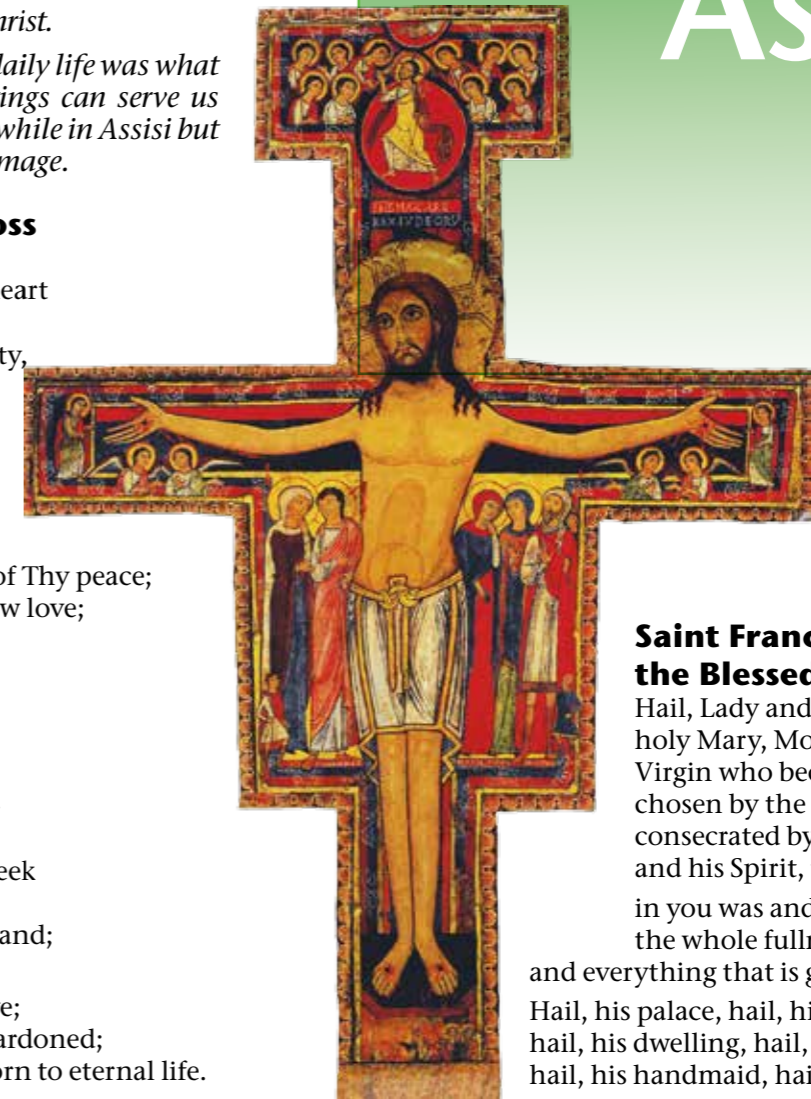 As
hrist.
daily life was what
ings can serve us
while in Assisi but
mage.
oss
eart
ty,
of Thy peace;
w love;
eek
and;
e;
ardoned;
orn to eternal life.
Saint Franc
the Blessed
Hail, Lady and
holy Mary, Mo
Virgin who bec
chosen by the
consecrated by
and his Spirit,
in you was and
the whole fulln
and everything that is g
Hail, his palace, hail, hi
hail, his dwelling, hail,
hail, his handmaid, hai